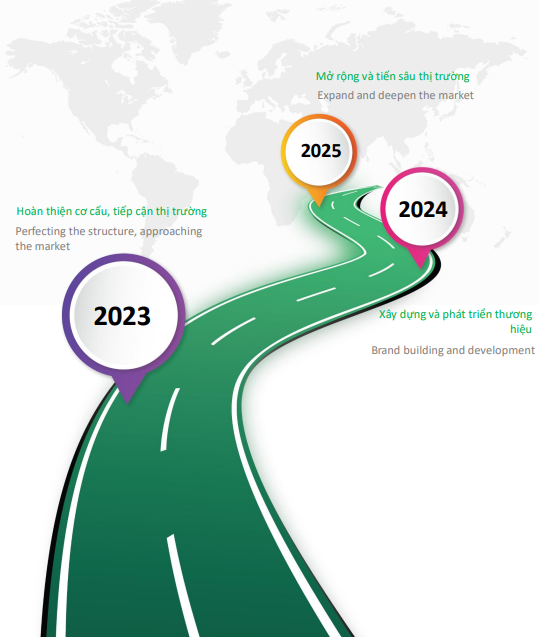 Mở rộng và tiến sâu thị trường
Expand and deepen the market
2025
2024
Hoàn thiện cơ cấu, tiếp cận thị trường
Perfecting the structure, approaching
the market
2023
Xây dựng và phát triển thương
hiệu
Brand building and development